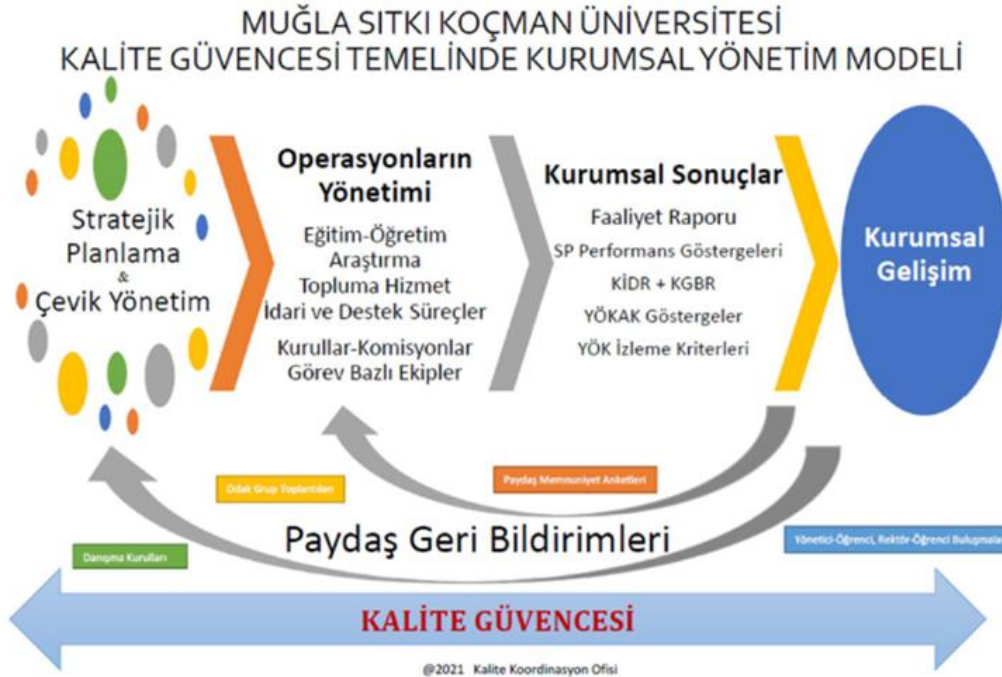 MUĞLA SITKI KOÇMAN ÜNİVERSİTESİ
KALİTE GÜVENCESİ TEMELİNDE KURUMSAL YÖNETİM MODELİ
Stratejik
Planlama
&
Çevik Yönetim
Operasyonların
Yönetimi
Eğitim-Öğretim
Araştırma
Topluma Hizmet
İdari ve Destek Süreçler
Kurullar-Komisyonlar
Görev Bazlı Ekipler
Kurumsal Sonuçlar
Faaliyet Raporu
SP Performans Göstergeleri
KİDR + KGBR
YÖKAK Göstergeler
YÖK İzleme Kriterleri
Kurumsal
Gelişim
Odak Grup Toplantıları
Paydaş Memnuniyet Anketleri
Paydaş Geri Bildirimleri
Danışma Kurulları
Yönetici-Öğrenci, Rektör-Öğrenci Buluşmala
KALİTE GÜVENCESİ
@2021 Kalite Koordinasyon Ofisi